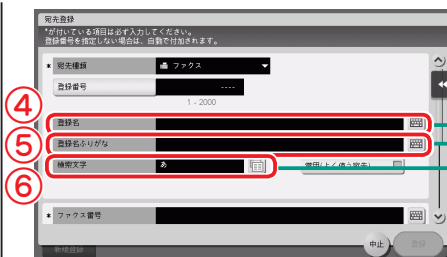 宛先登録
*が付いている項目は必ず入力してください。
登録番号を指定しない場合は、自動で付加されます。
* 宛先種類 ファクス
登録番号 ----
1 - 2000
④ 登録名
⑤ 登録名ふりがな
⑥ 検索文字 あ 常用(よく使う宛先)
* ファクス番号
新規登録 中止 登録